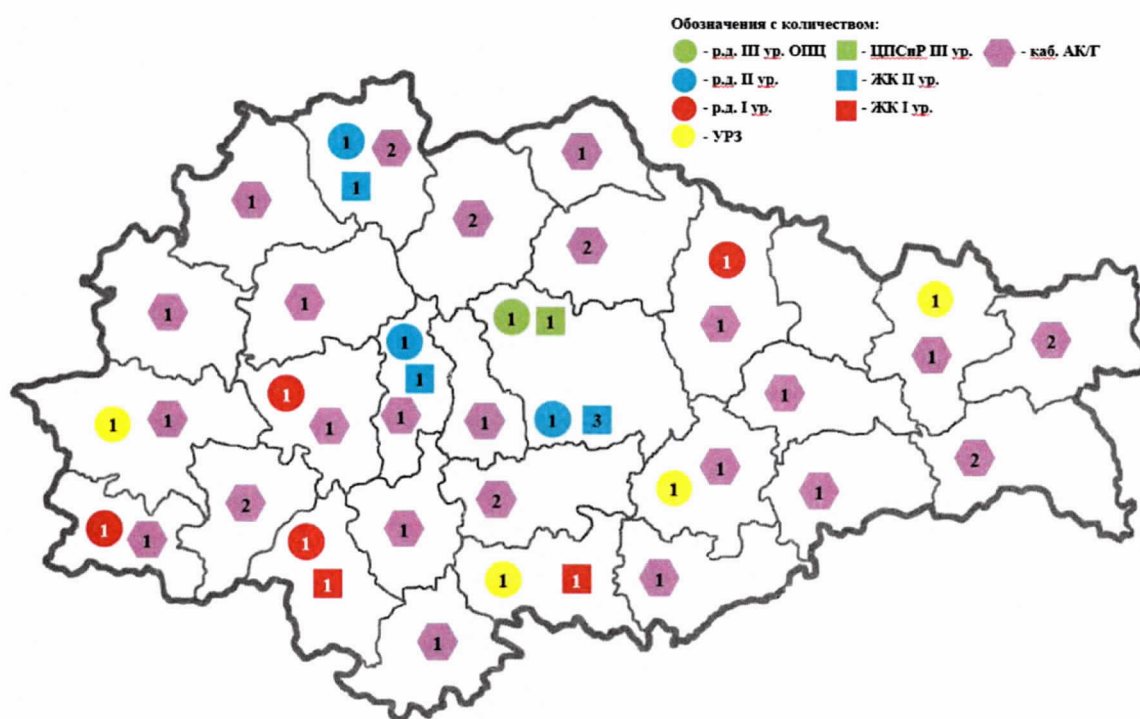 Обозначения с количеством:
- р.д. III ур. ОПЦ - ЦПСиР III ур. - каб. АК/Г
- р.д. II ур. - ЖК II ур.
- р.д. I ур. - ЖК I ур.
- УРЗ
1 2 1
1
1 2
2
1
1 1 1 1
1 1 1
1 2
1 1 1
1 1 1
1 1 1 1 3
1 1 2
2 2 1 1
1 1 1 1
1 1 1 1
1